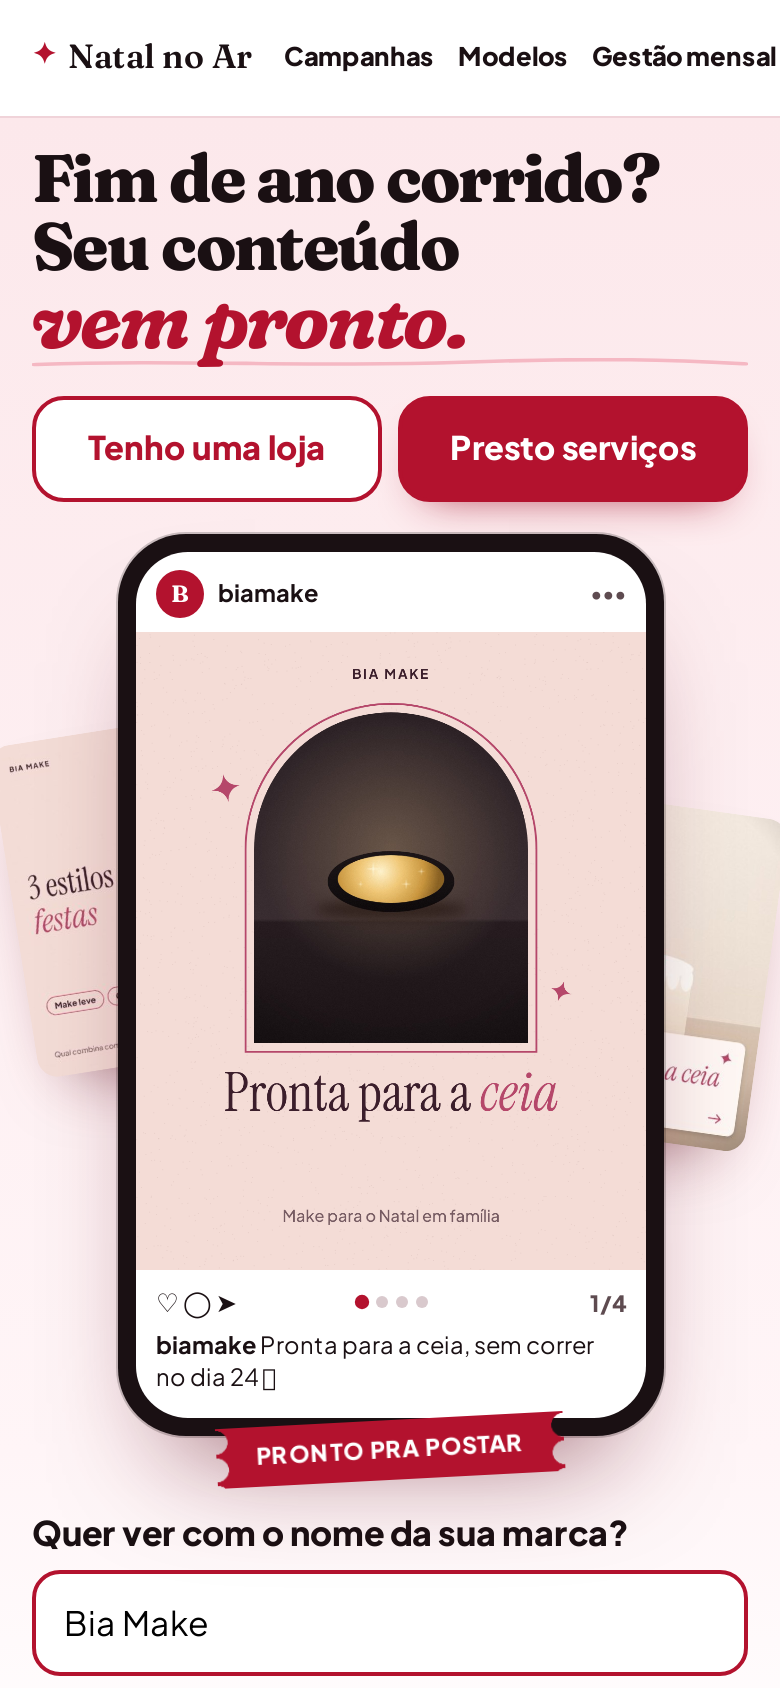 Natal no Ar
Campanhas
Modelos
Gestão mensal
Fim de ano corrido?
Seu conteúdo
vem pronto.
Tenho uma loja
Presto serviços
B
biamake
BIA MAKE
Pronta para a ceia
Make para o Natal em família
BIA MAKE
3 estilos
festas
Make leve
Qual combina
a ceia
1/4
biamake Pronta para a ceia, sem correr
no dia 24
PRONTO PRA POSTAR
Quer ver com o nome da sua marca?
Bia Make